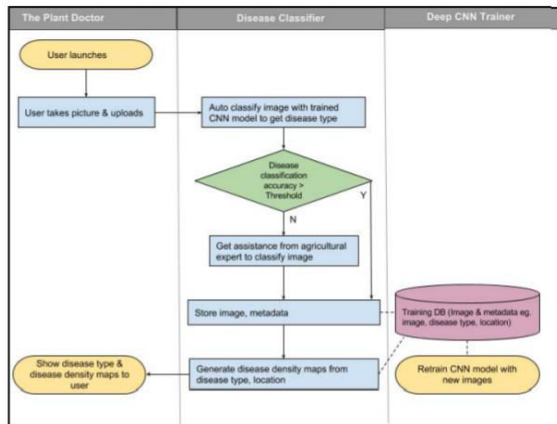 The Plant Doctor
Disease Classifier
Deep CNN Trainer
User launches
User takes picture & uploads
Auto classify image with trained
CNN model to get disease type
Disease
classification
accuracy >
Threshold
Y
N
Get assistance from agricultural
expert to classify image
Store image, metadata
Training DB (Image & metadata eg.
image, disease type, location)
Show disease type &
disease density maps to
user
Generate disease density maps from
disease type, location
Retrain CNN model with
new images